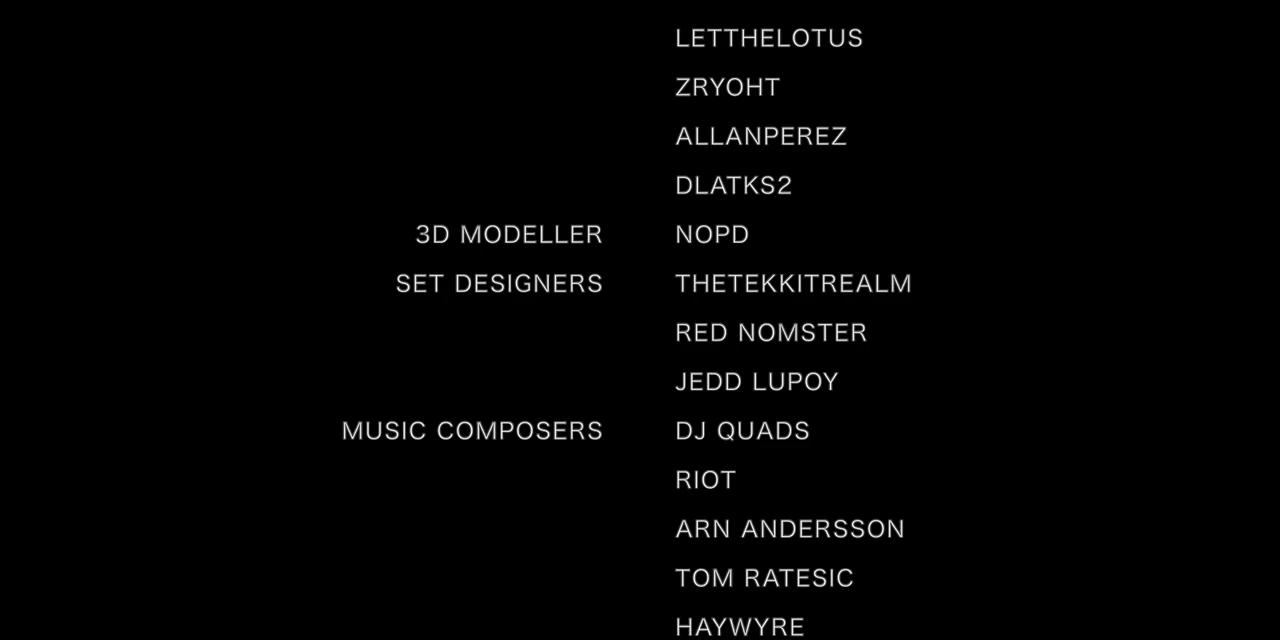 LETTHELOTUS
ZRYOHT
ALLANPEREZ
DLATKS2
3D MODELLER NOPD
SET DESIGNERS THETEKKITREALM
RED NOMSTER
JEDD LUPOY
MUSIC COMPOSERS DJ QUADS
RIOT
ARN ANDERSSON
TOM RATESIC
HAYWYRE